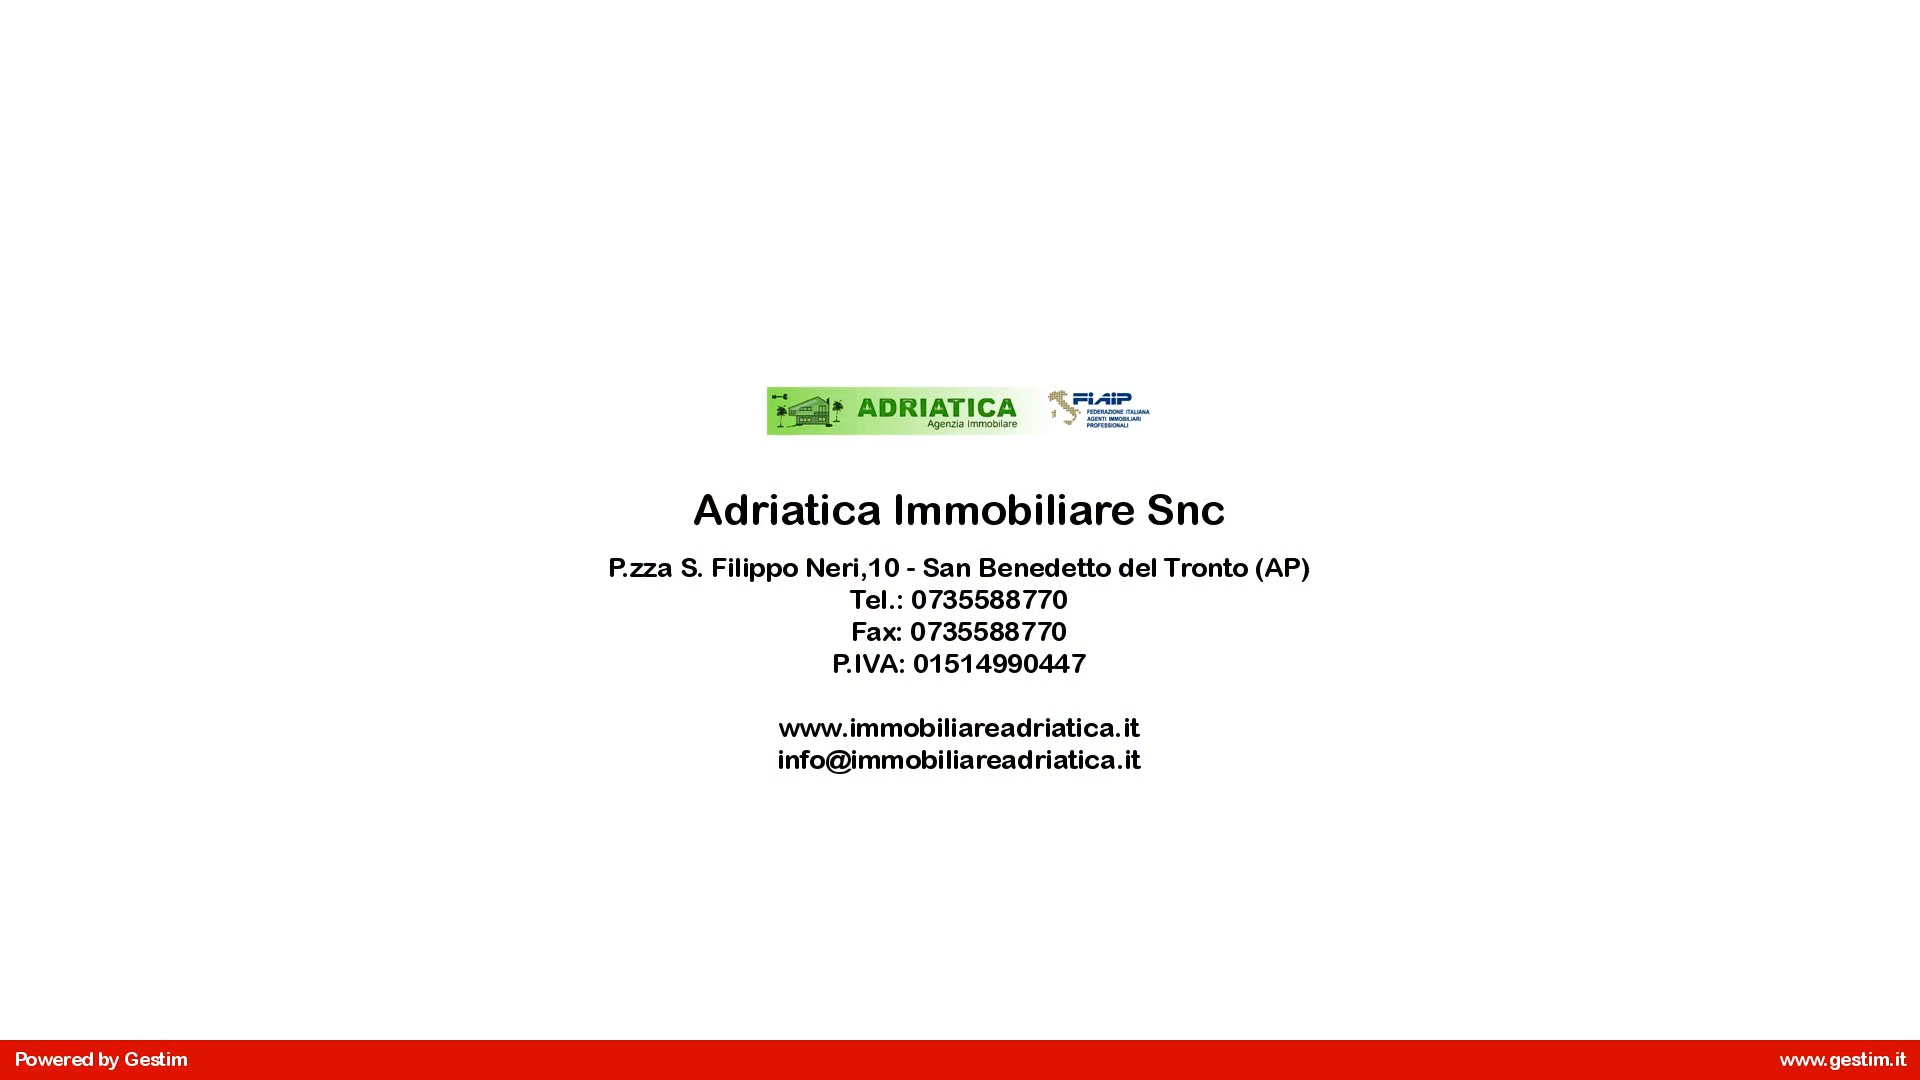 ADRIATICA
Agenzia Immobilare
FIAIP
FEDERAZIONE ITALIANA
AGENTI IMMOBILIARI
PROFESSIONALI
Adriatica Immobiliare Snc
P.zza S. Filippo Neri,10 - San Benedetto del Tronto (AP)
Tel.: 0735588770
Fax: 0735588770
P.IVA: 01514990447
www.immobiliareadriatica.it
info@immobiliareadriatica.it
Powered by Gestim
www.gestim.it